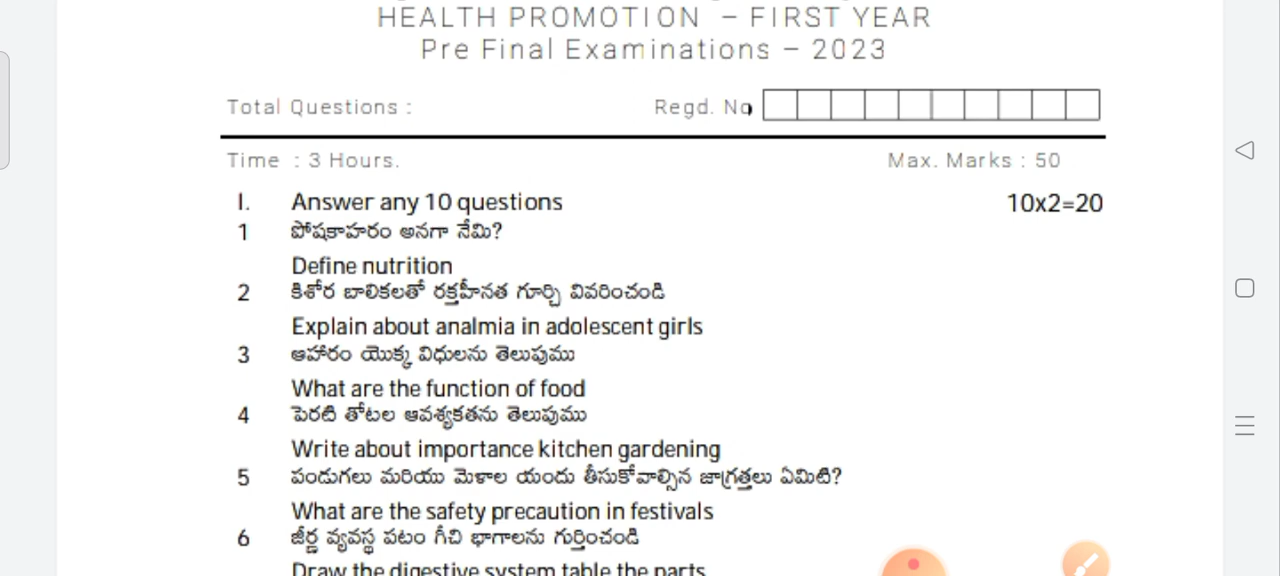 HEALTH PROMOTION – FIRST YEAR
Pre Final Examinations – 2023
Total Questions :
Regd. No
Time : 3 Hours.
Max. Marks : 50
I. Answer any 10 questions 10x2=20
1 పోషకాహరం అనగా నేమి?
Define nutrition
2 కిశోర బాలికలతో రక్తహీనత గూర్చి వివరించండి
Explain about analmia in adolescent girls
3 ఆహారం యొక్క విధులను తెలుపుము
What are the function of food
4 పెరటి తోటల ఆవశ్యకతను తెలుపుము
Write about importance kitchen gardening
5 పండుగలు మరియు మెళాల యందు తీసుకోవాల్సిన జాగ్రత్తలు ఏమిటి?
What are the safety precaution in festivals
6 జీర్ణ వ్యవస్థ పటం గీచి భాగాలను గుర్తించండి
Draw the digestive system table the parts